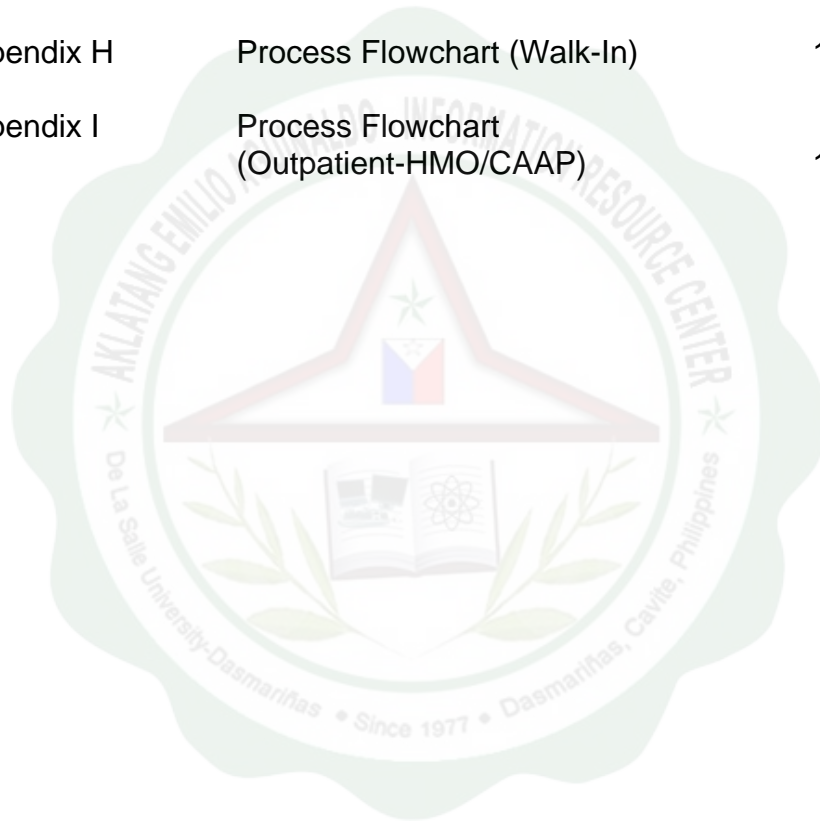 pendix H Process Flowchart (Walk-In) 1
pendix I Process Flowchart
(Outpatient-HMO/CAAP) 1
AKLATANG EMILIO AGUINALDO - INFORMATION RESOURCE CENTER
De La Salle University-Dasmariñas • Since 1977 • Dasmariñas, Cavite, Philippines